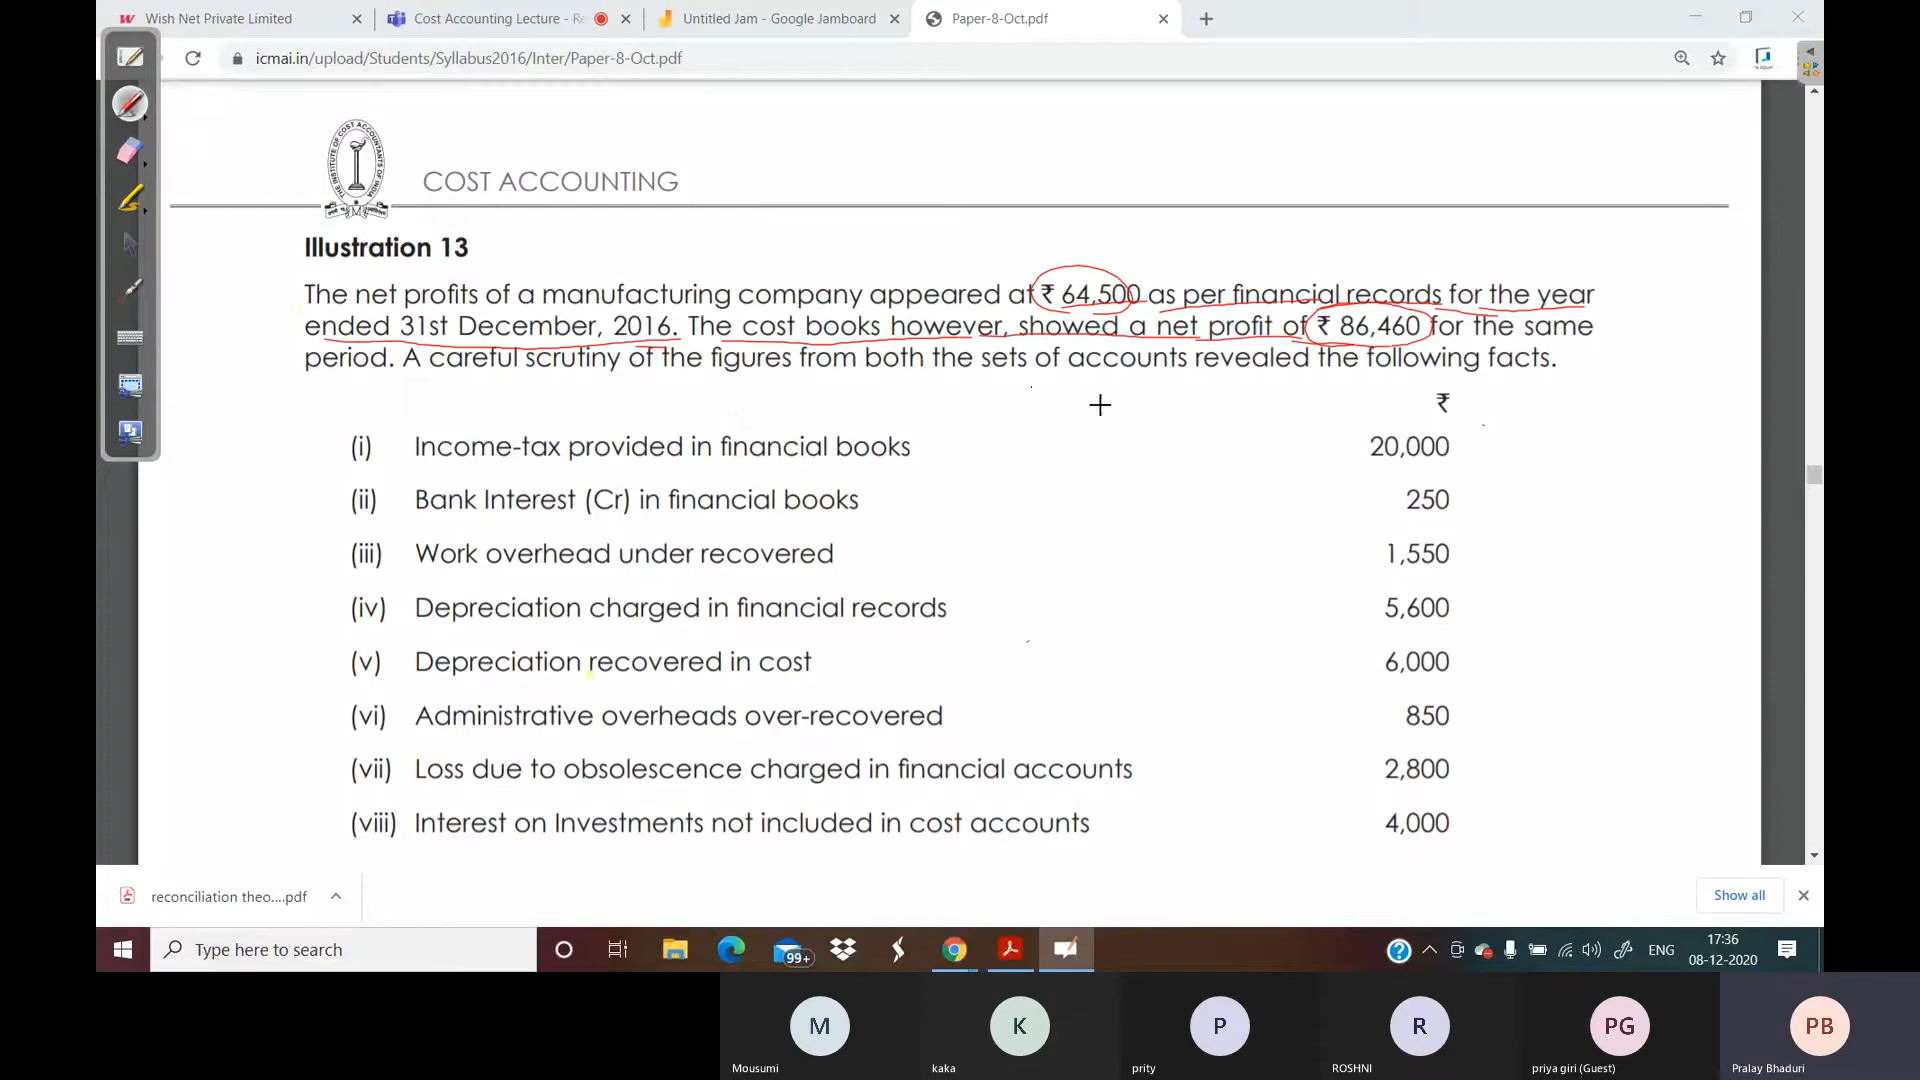 Wish Net Private Limited
Cost Accounting Lecture - Re
Untitled Jam - Google Jamboard
Paper-8-Oct.pdf
icmai.in/upload/Students/Syllabus2016/Inter/Paper-8-Oct.pdf
THE INSTITUTE OF COST ACCOUNTANTS OF INDIA
COST ACCOUNTING
Illustration 13
The net profits of a manufacturing company appeared at ₹ 64,500 as per financial records for the year
ended 31st December, 2016. The cost books however, showed a net profit of ₹ 86,460 for the same
period. A careful scrutiny of the figures from both the sets of accounts revealed the following facts.
₹
(i) Income-tax provided in financial books 20,000
(ii) Bank Interest (Cr) in financial books 250
(iii) Work overhead under recovered 1,550
(iv) Depreciation charged in financial records 5,600
(v) Depreciation recovered in cost 6,000
(vi) Administrative overheads over-recovered 850
(vii) Loss due to obsolescence charged in financial accounts 2,800
(viii) Interest on Investments not included in cost accounts 4,000
reconciliation theo....pdf
Show all
Type here to search
99+
ENG
17:36
08-12-2020
M
K
P
R
PG
PB
Mousumi
kaka
prity
ROSHNI
priya giri (Guest)
Pralay Bhaduri